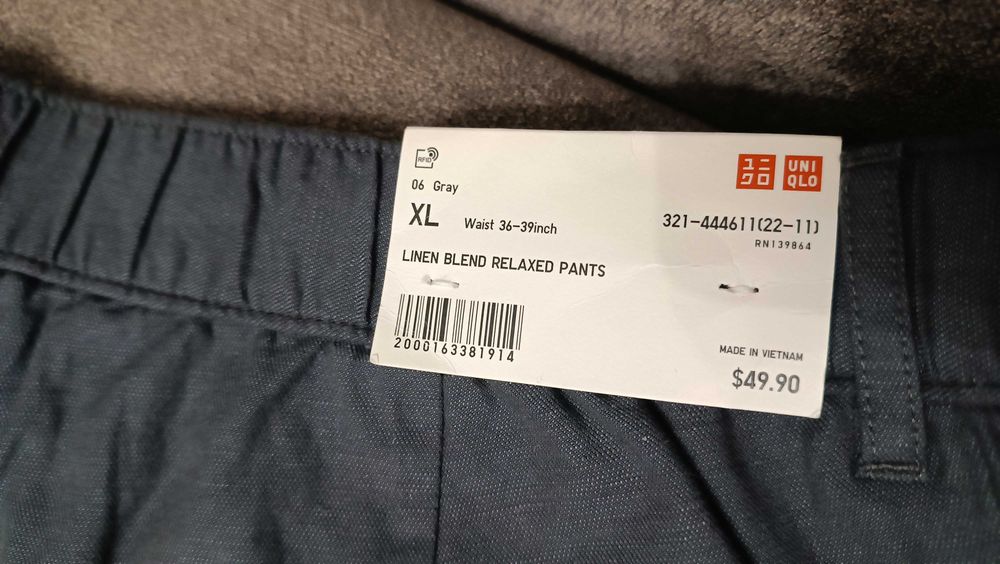 RFID
06 Gray
ユニ
クロ
UNI
QLO
XL Waist 36-39inch
321-444611(22-11)
RN139864
LINEN BLEND RELAXED PANTS
2000163381914
MADE IN VIETNAM
$49.90